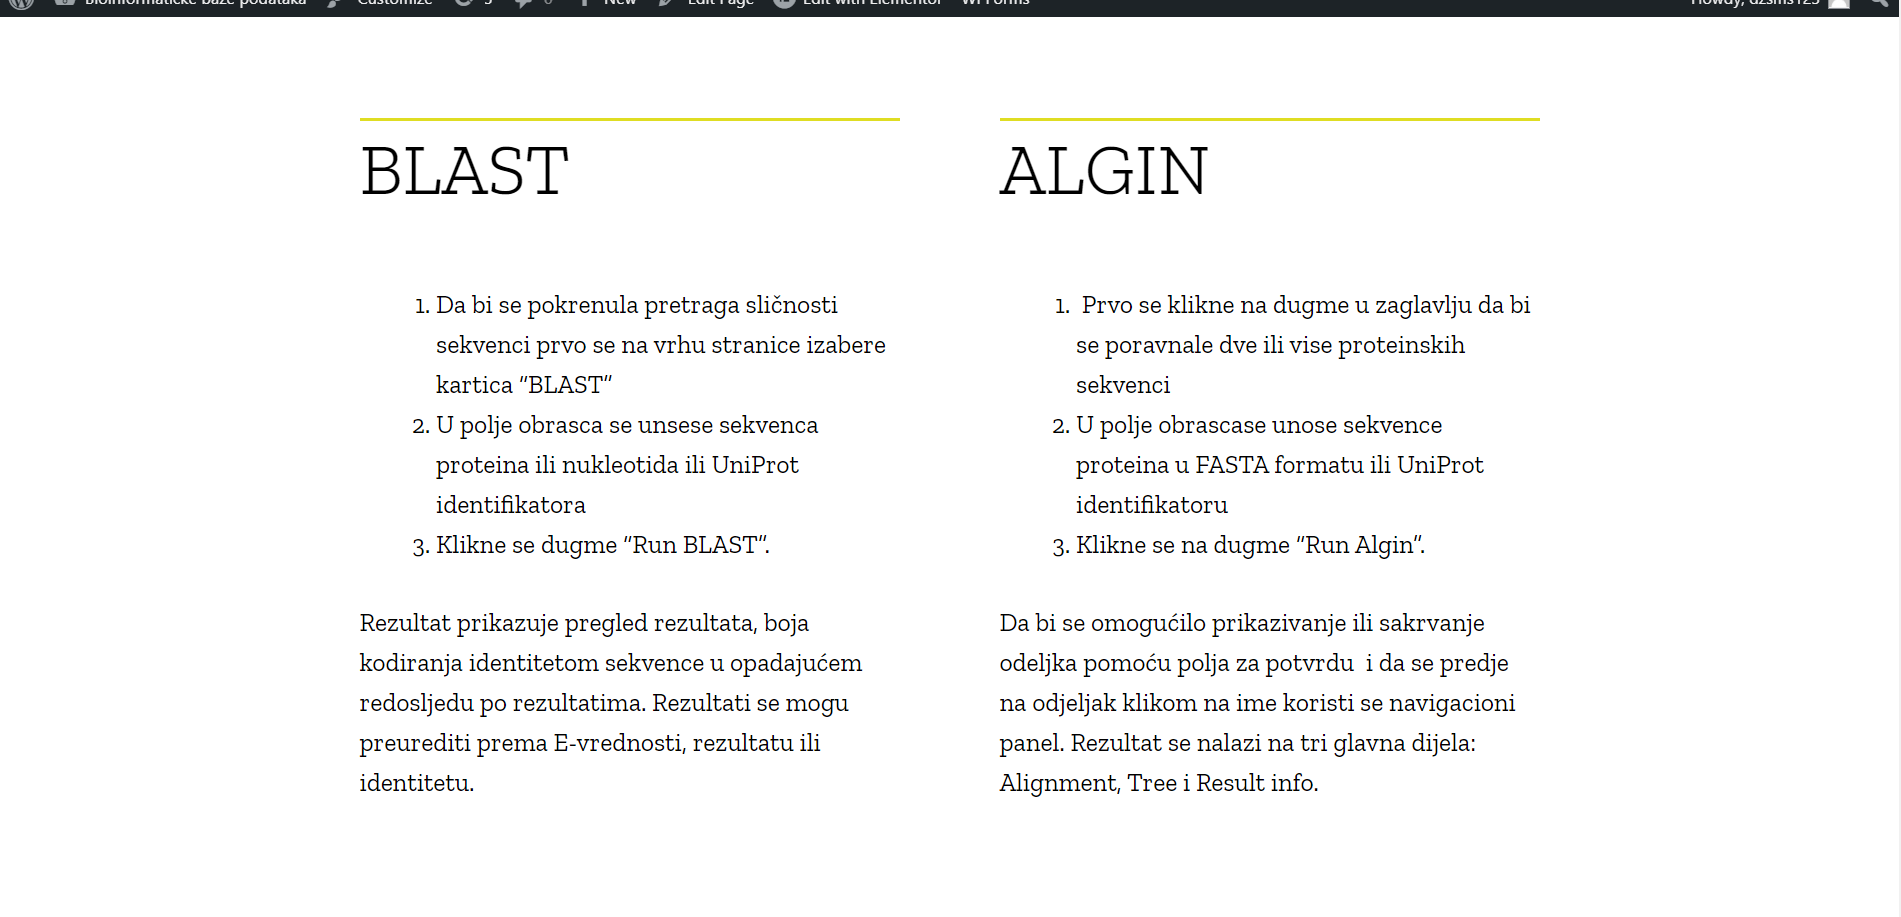 Bioinformatičke baze podataka Customize 3 0 New Edit Page Edit with Elementor WPForms Howdy, dzsms123
BLAST
1. Da bi se pokrenula pretraga sličnosti
sekvenci prvo se na vrhu stranice izabere
kartica “BLAST”
2. U polje obrasca se unsese sekvenca
proteina ili nukleotida ili UniProt
identifikatora
3. Klikne se dugme “Run BLAST”.
Rezultat prikazuje pregled rezultata, boja
kodiranja identitetom sekvence u opadajućem
redosljedu po rezultatima. Rezultati se mogu
preurediti prema E-vrednosti, rezultatu ili
identitetu.
ALGIN
1. Prvo se klikne na dugme u zaglavlju da bi
se poravnale dve ili vise proteinskih
sekvenci
2. U polje obrascase unose sekvence
proteina u FASTA formatu ili UniProt
identifikatoru
3. Klikne se na dugme “Run Algin”.
Da bi se omogućilo prikazivanje ili sakrvanje
odeljka pomoću polja za potvrdu  i da se predje
na odjeljak klikom na ime koristi se navigacioni
panel. Rezultat se nalazi na tri glavna dijela:
Alignment, Tree i Result info.